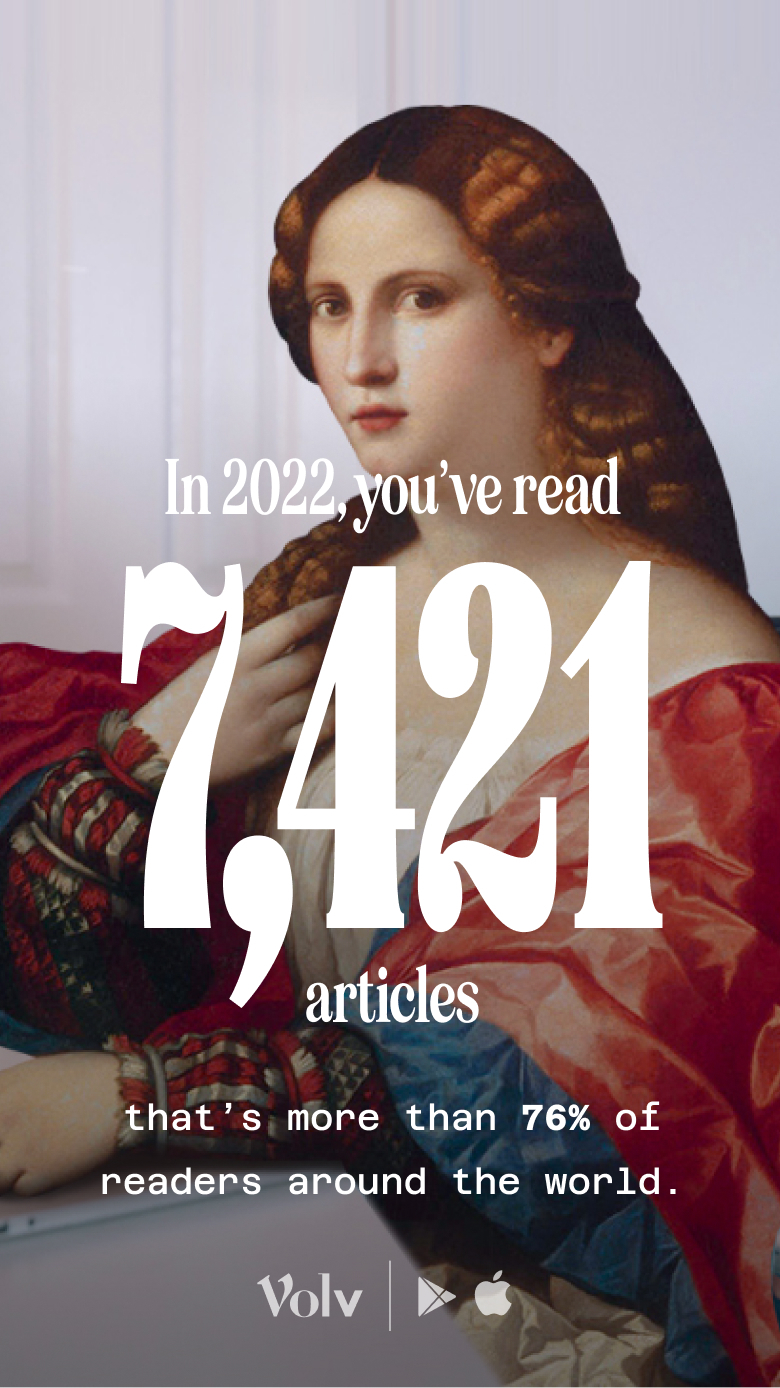 In 2022, you’ve read
7,421
articles
that’s more than 76% of
readers around the world.
Volv